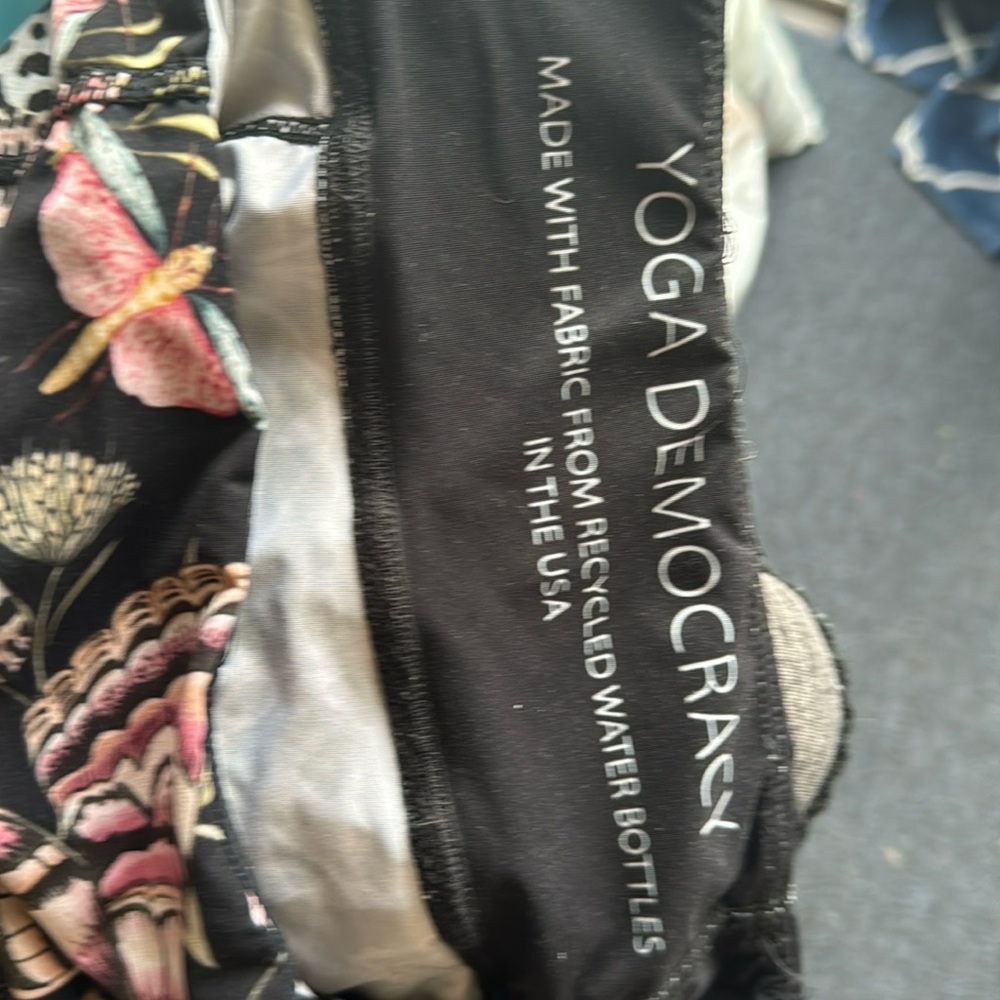 YOGA DEMOCRACY
MADE WITH FABRIC FROM RECYCLED WATER BOTTLES
IN THE USA